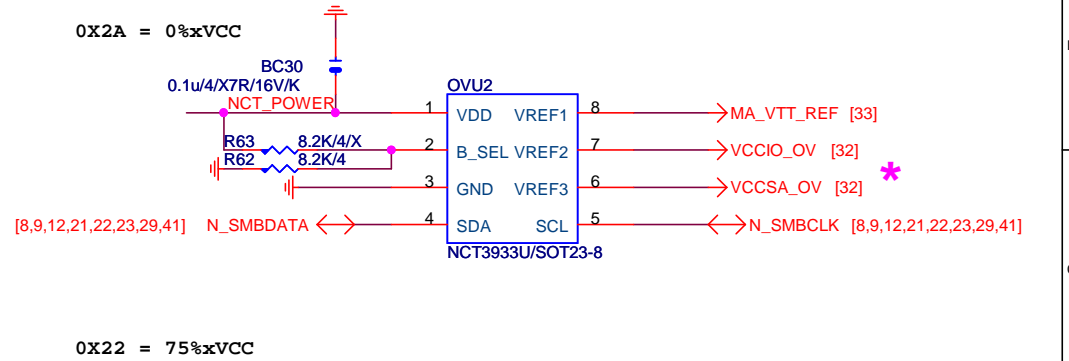 0X2A = 0%xVCC
BC30
0.1u/4/X7R/16V/K
NCT_POWER
OVU2
1 VDD VREF1 8 MA_VTT_REF [33]
R63 8.2K/4/X
2 B_SEL VREF2 7 VCCIO_OV [32]
R62 8.2K/4
3 GND VREF3 6 VCCSA_OV [32] *
[8,9,12,21,22,23,29,41] N_SMBDATA 4 SDA SCL 5 N_SMBCLK [8,9,12,21,22,23,29,41]
NCT3933U/SOT23-8
0X22 = 75%xVCC